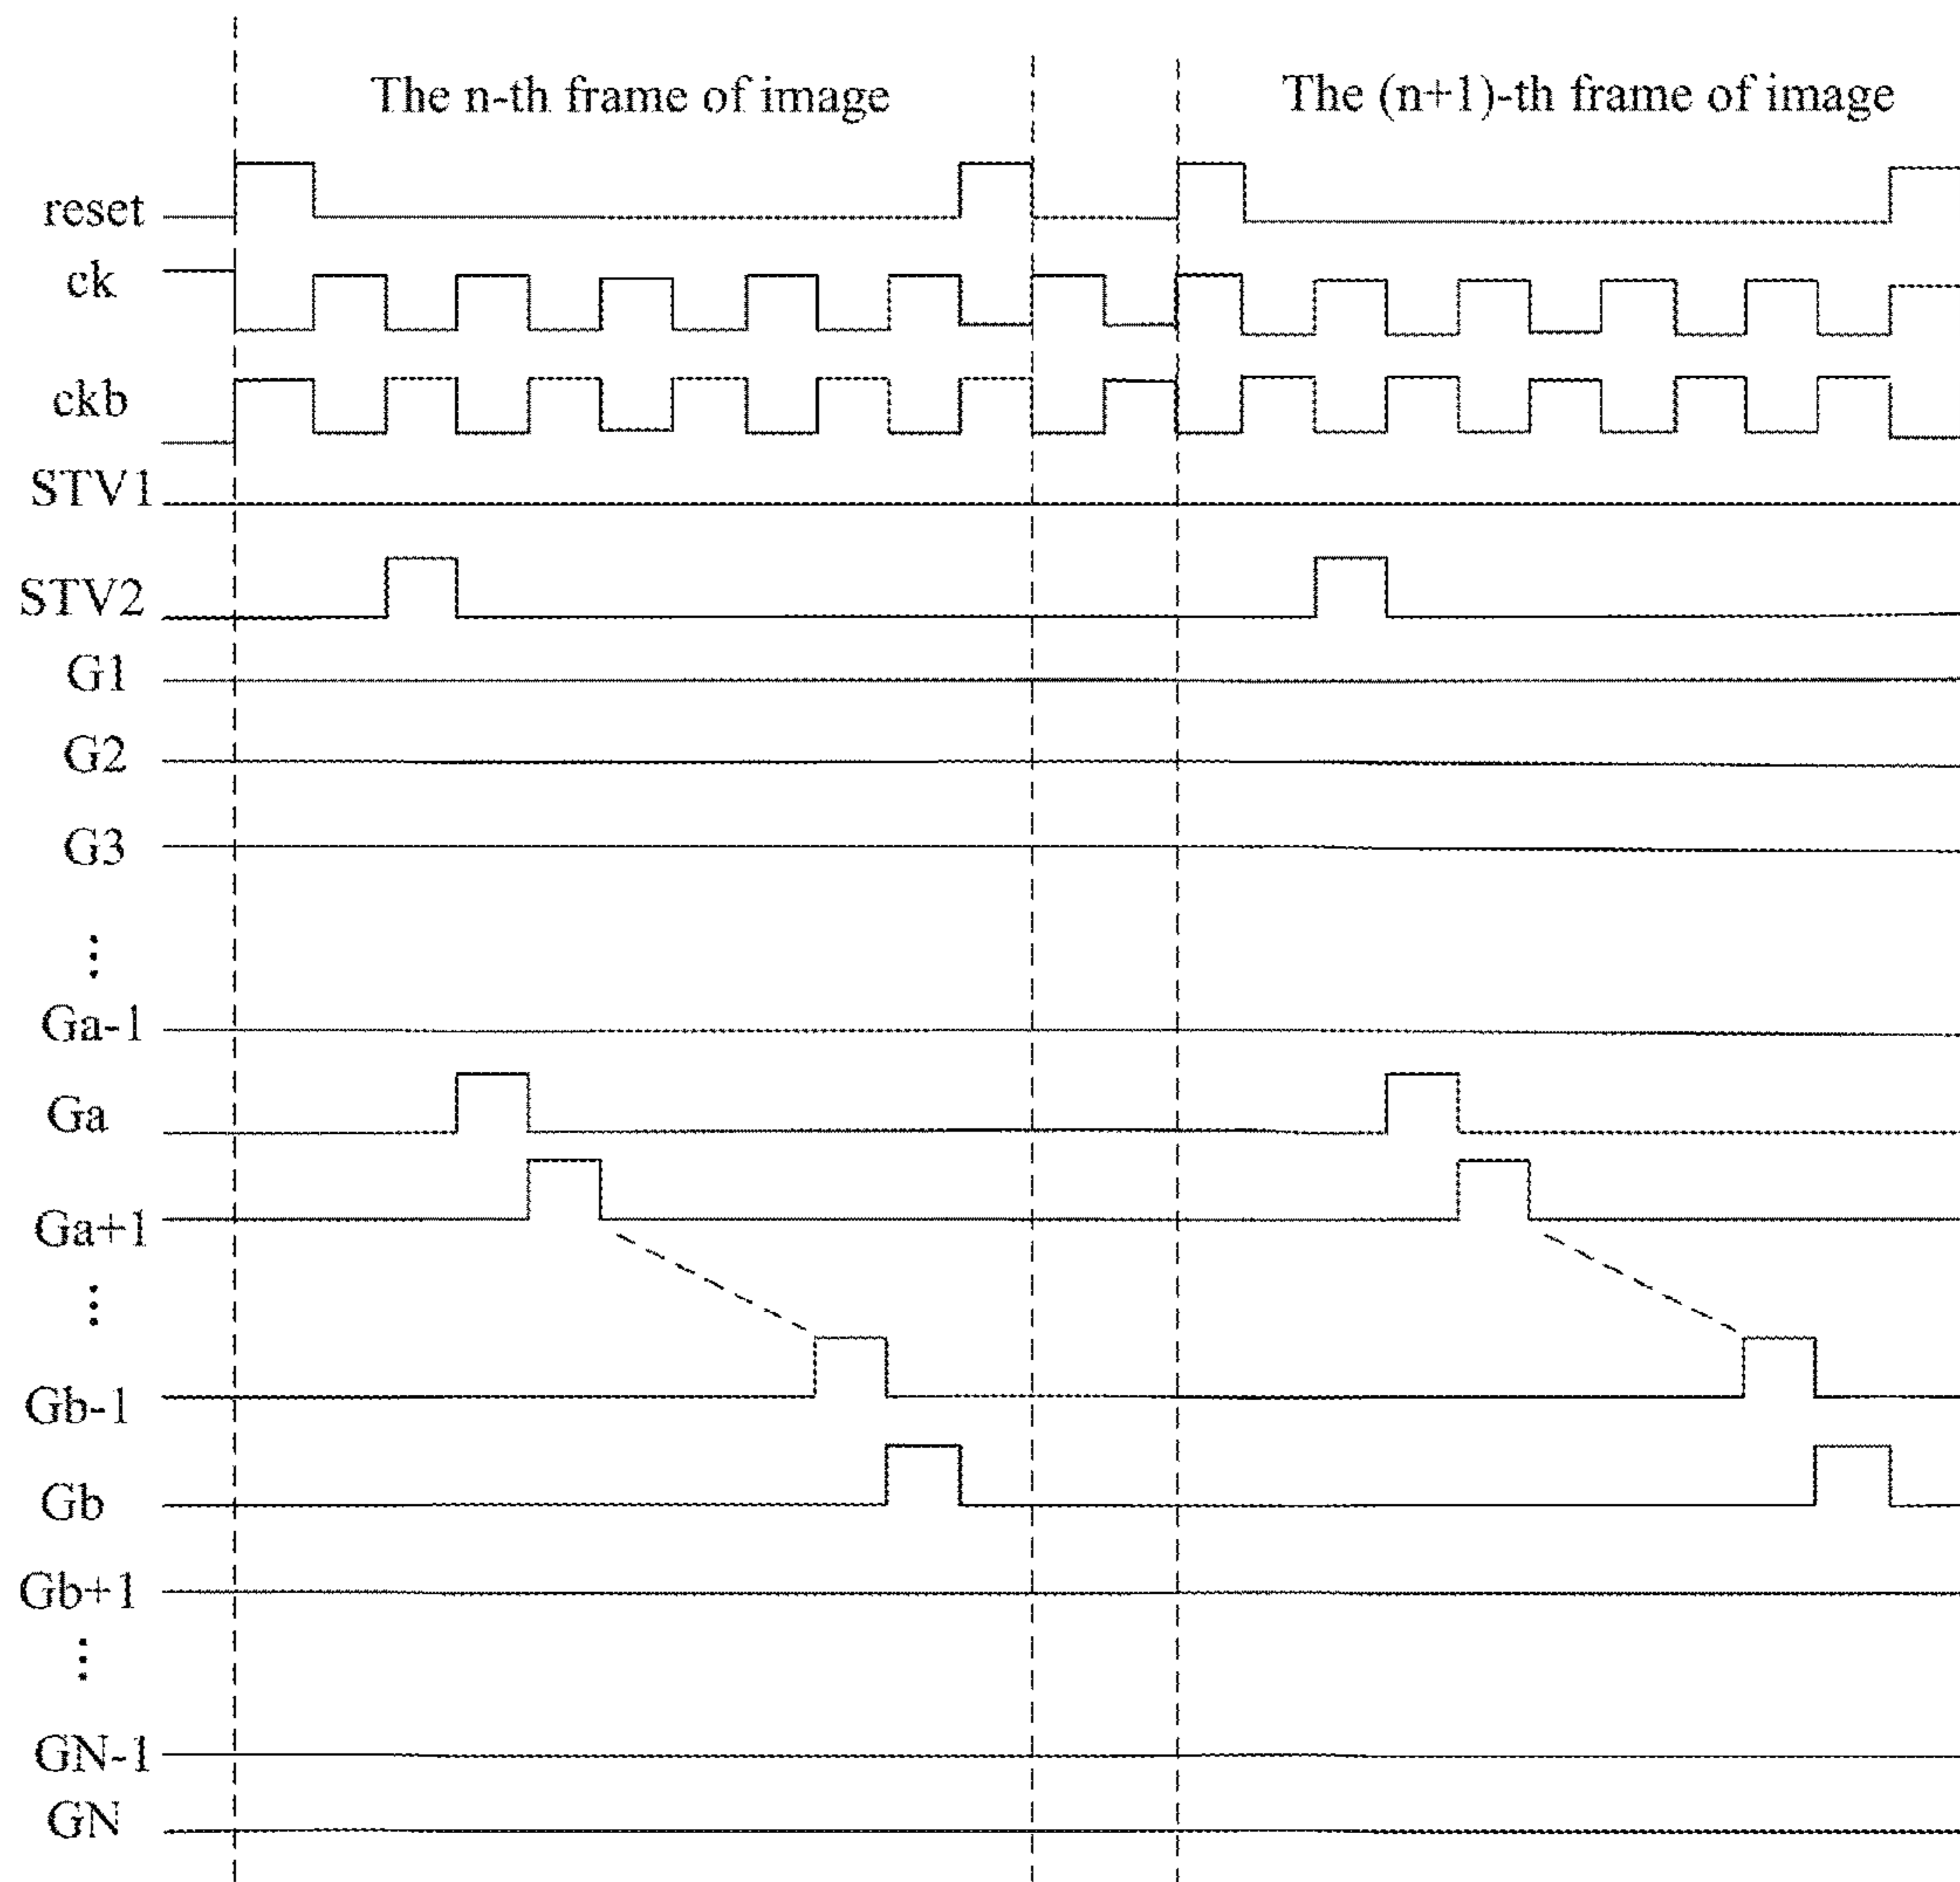 The n-th frame of image
The (n+1)-th frame of image
reset
ck
ckb
STV1
STV2
G1
G2
G3
⋮
Ga-1
Ga
Ga+1
⋮
Gb-1
Gb
Gb+1
⋮
GN-1
GN